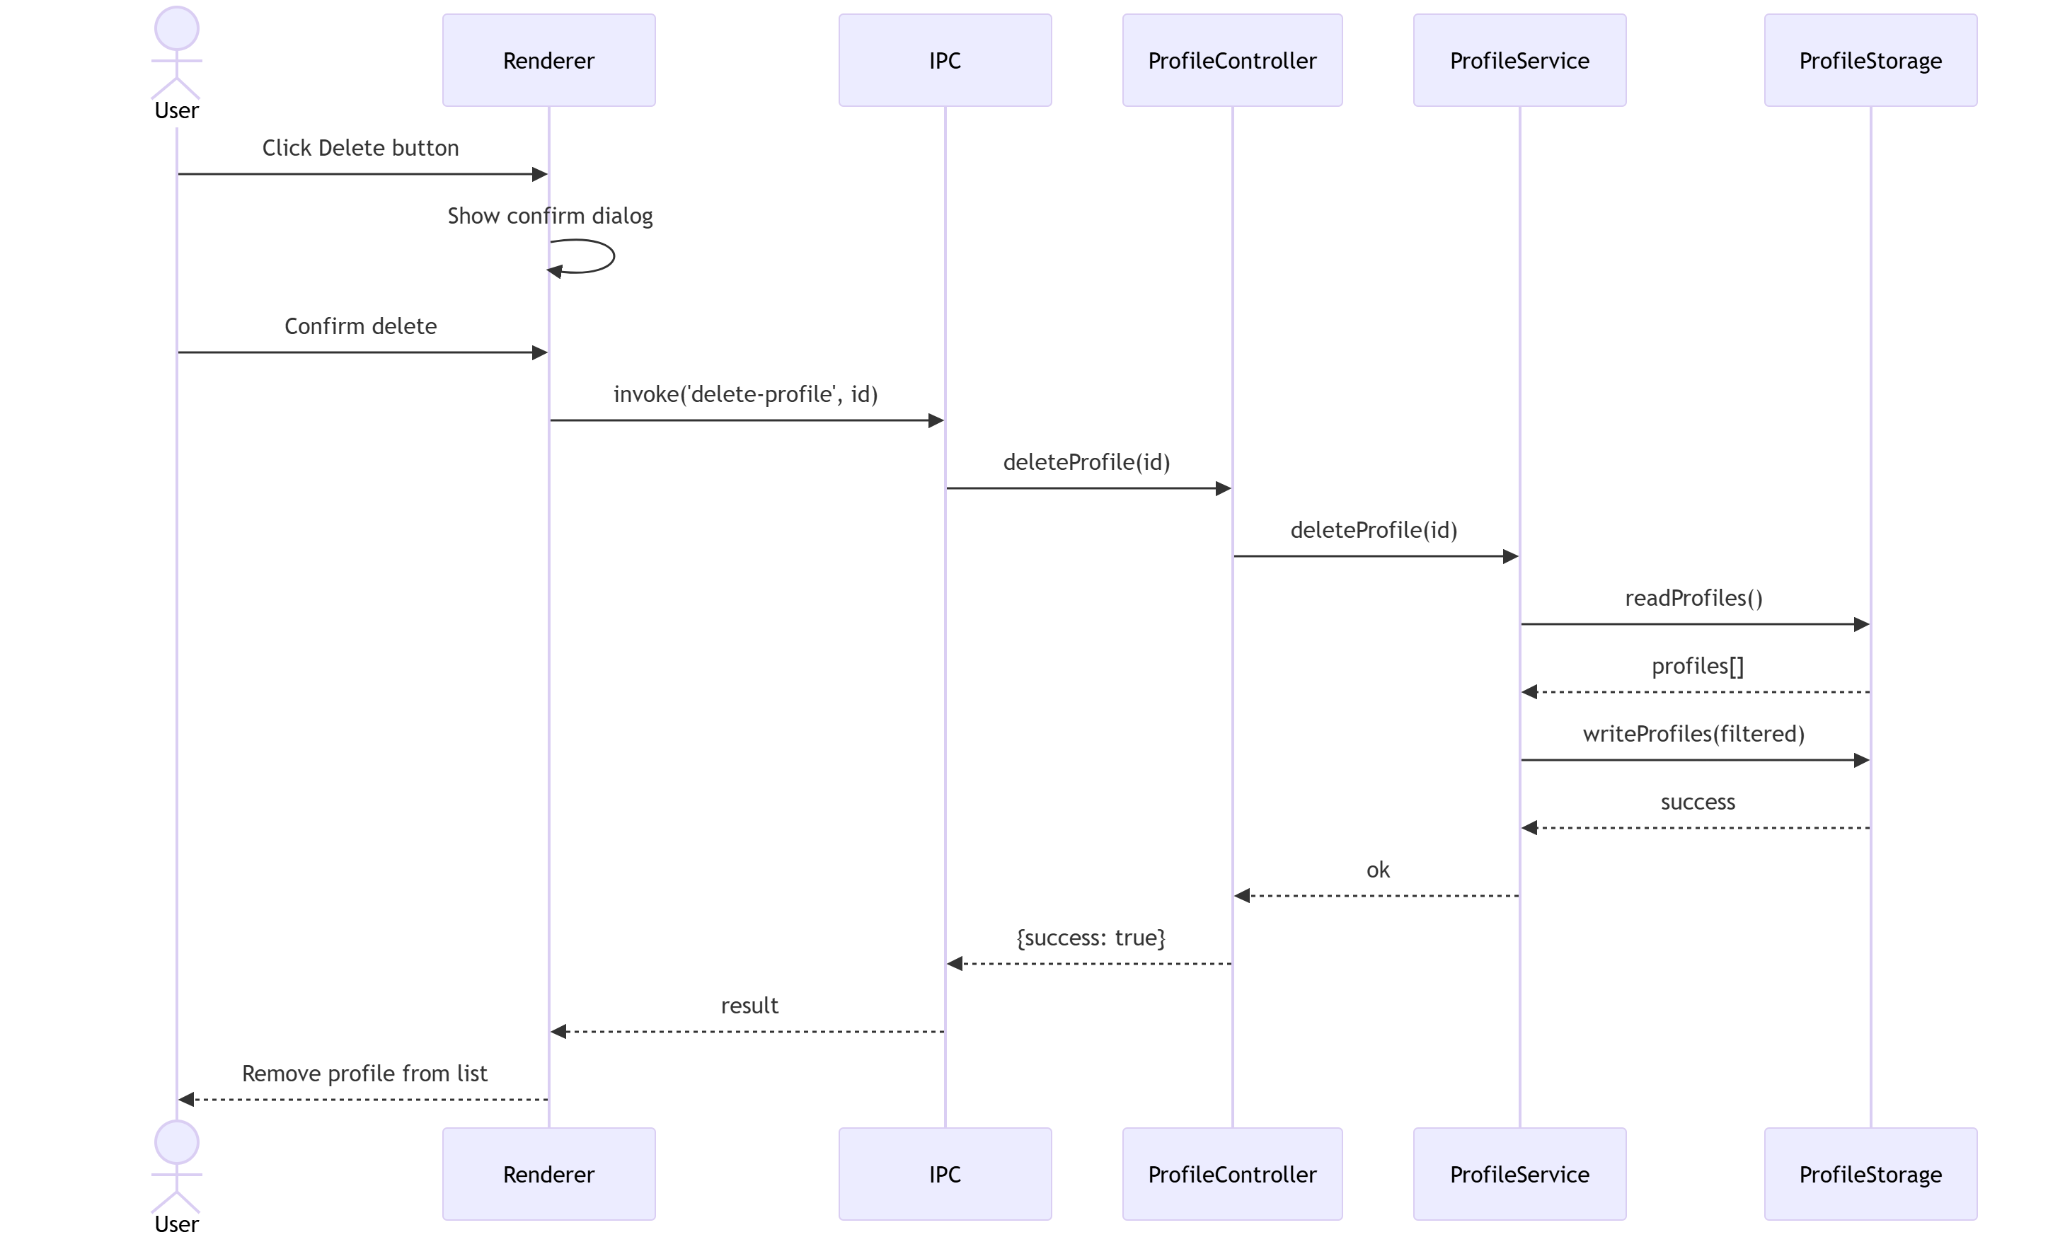 User
Renderer
IPC
ProfileController
ProfileService
ProfileStorage
Click Delete button
Show confirm dialog
Confirm delete
invoke('delete-profile', id)
deleteProfile(id)
deleteProfile(id)
readProfiles()
profiles[]
writeProfiles(filtered)
success
ok
{success: true}
result
Remove profile from list
User
Renderer
IPC
ProfileController
ProfileService
ProfileStorage